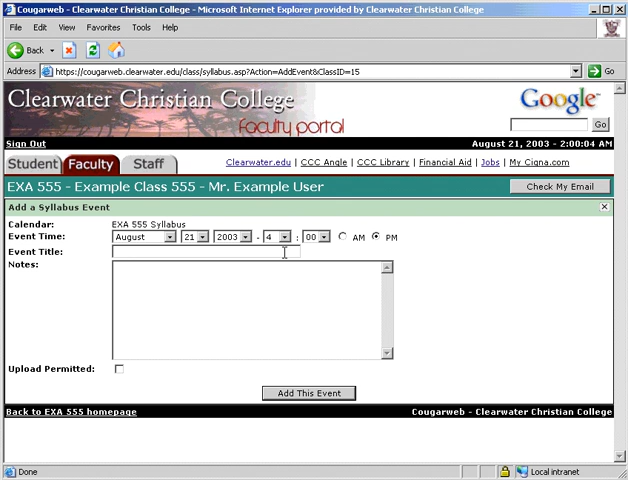 Cougarweb - Clearwater Christian College - Microsoft Internet Explorer provided by Clearwater Christian College
File Edit View Favorites Tools Help
Back
Address https://cougarweb.clearwater.edu/class/syllabus.asp?Action=AddEvent&ClassID=15 Go
Clearwater Christian College
faculty portal
Google
Go
Sign Out August 21, 2003 - 2:00:04 AM
Student Faculty Staff Clearwater.edu | CCC Angle | CCC Library | Financial Aid | Jobs | My Cigna.com
EXA 555 - Example Class 555 - Mr. Example User Check My Email
Add a Syllabus Event
Calendar: EXA 555 Syllabus
Event Time: August 21 2003 - 4 : 00 AM PM
Event Title:
Notes:
Upload Permitted:
Add This Event
Back to EXA 555 homepage Cougarweb - Clearwater Christian College
Done Local intranet